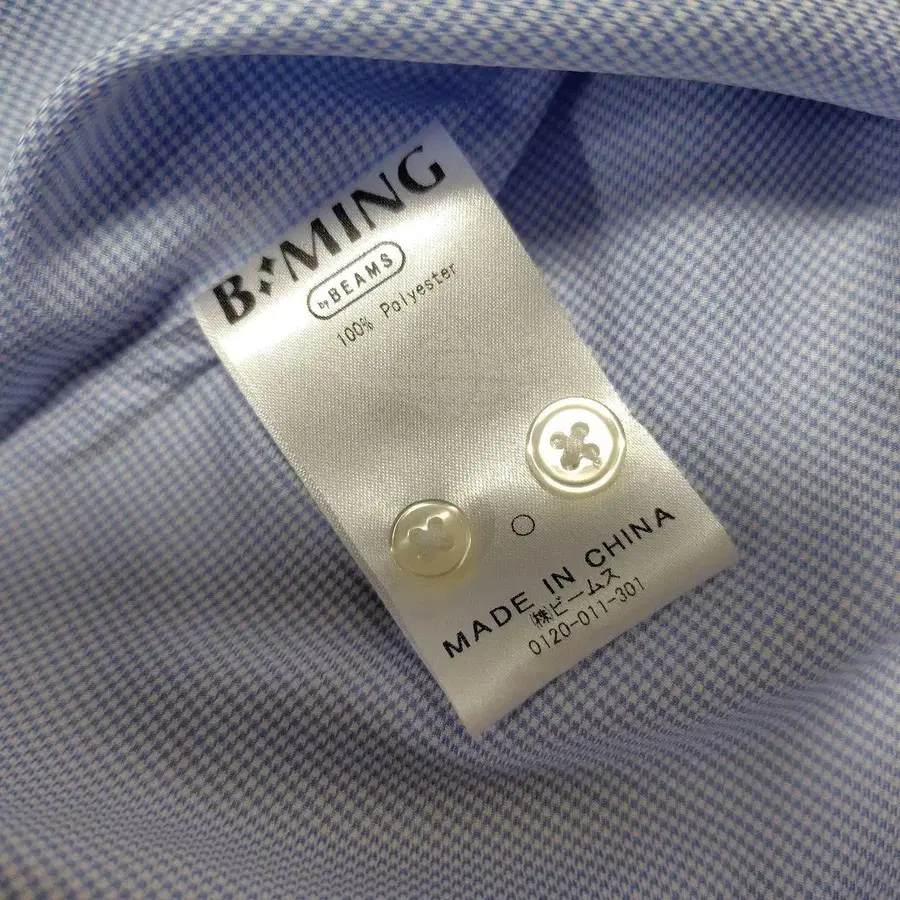 B:MING
by BEAMS
100% Polyester
MADE IN CHINA
㈱ビームス
0120-011-301